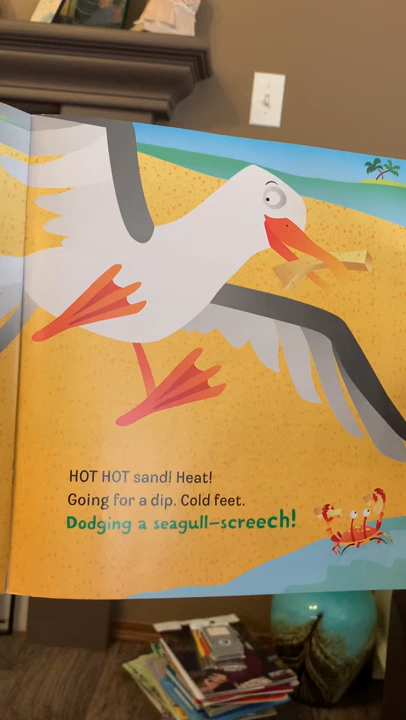 HOT HOT sand! Heat!
Going for a dip. Cold feet.
Dodging a seagull–screech!